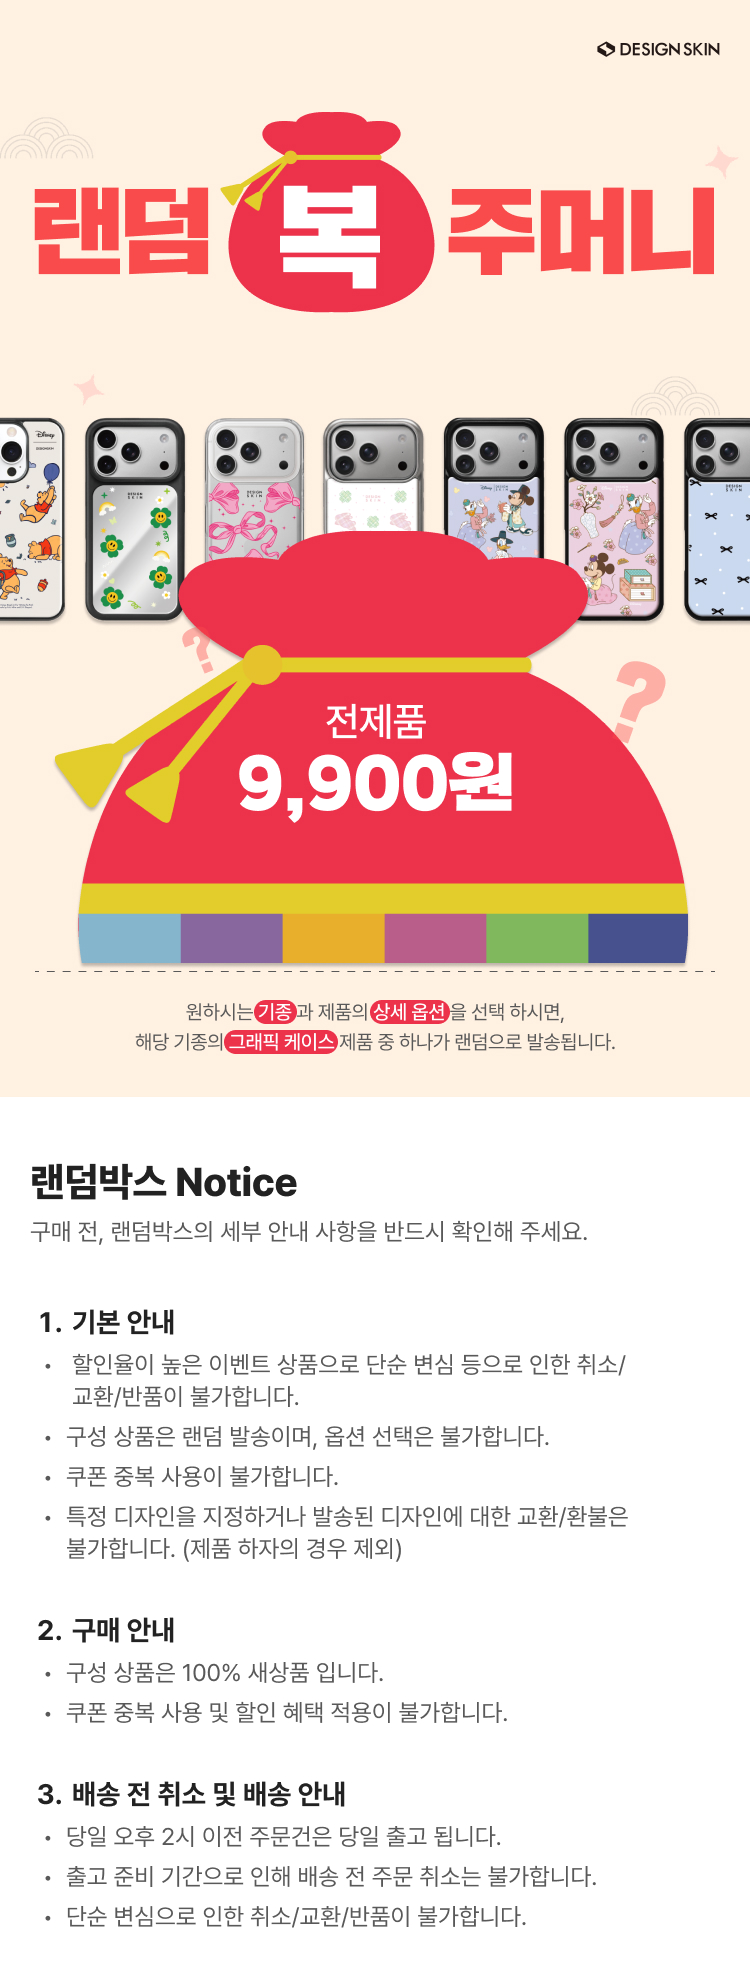 DESIGN SKIN
랜덤 복 주머니
Disney
DESIGNSKIN
DESIGN
SKIN
DESIGN
SKIN
DESIGN
SKIN
Disney DESIGN
SKIN
DESIGN
SKIN
전제품
9,900원
원하시는 기종과 제품의 상세 옵션을 선택 하시면,
해당 기종의 그래픽 케이스 제품 중 하나가 랜덤으로 발송됩니다.
랜덤박스 Notice
구매 전, 랜덤박스의 세부 안내 사항을 반드시 확인해 주세요.
1. 기본 안내
• 할인율이 높은 이벤트 상품으로 단순 변심 등으로 인한 취소/
교환/반품이 불가합니다.
• 구성 상품은 랜덤 발송이며, 옵션 선택은 불가합니다.
• 쿠폰 중복 사용이 불가합니다.
• 특정 디자인을 지정하거나 발송된 디자인에 대한 교환/환불은
불가합니다. (제품 하자의 경우 제외)
2. 구매 안내
• 구성 상품은 100% 새상품 입니다.
• 쿠폰 중복 사용 및 할인 혜택 적용이 불가합니다.
3. 배송 전 취소 및 배송 안내
• 당일 오후 2시 이전 주문건은 당일 출고 됩니다.
• 출고 준비 기간으로 인해 배송 전 주문 취소는 불가합니다.
• 단순 변심으로 인한 취소/교환/반품이 불가합니다.